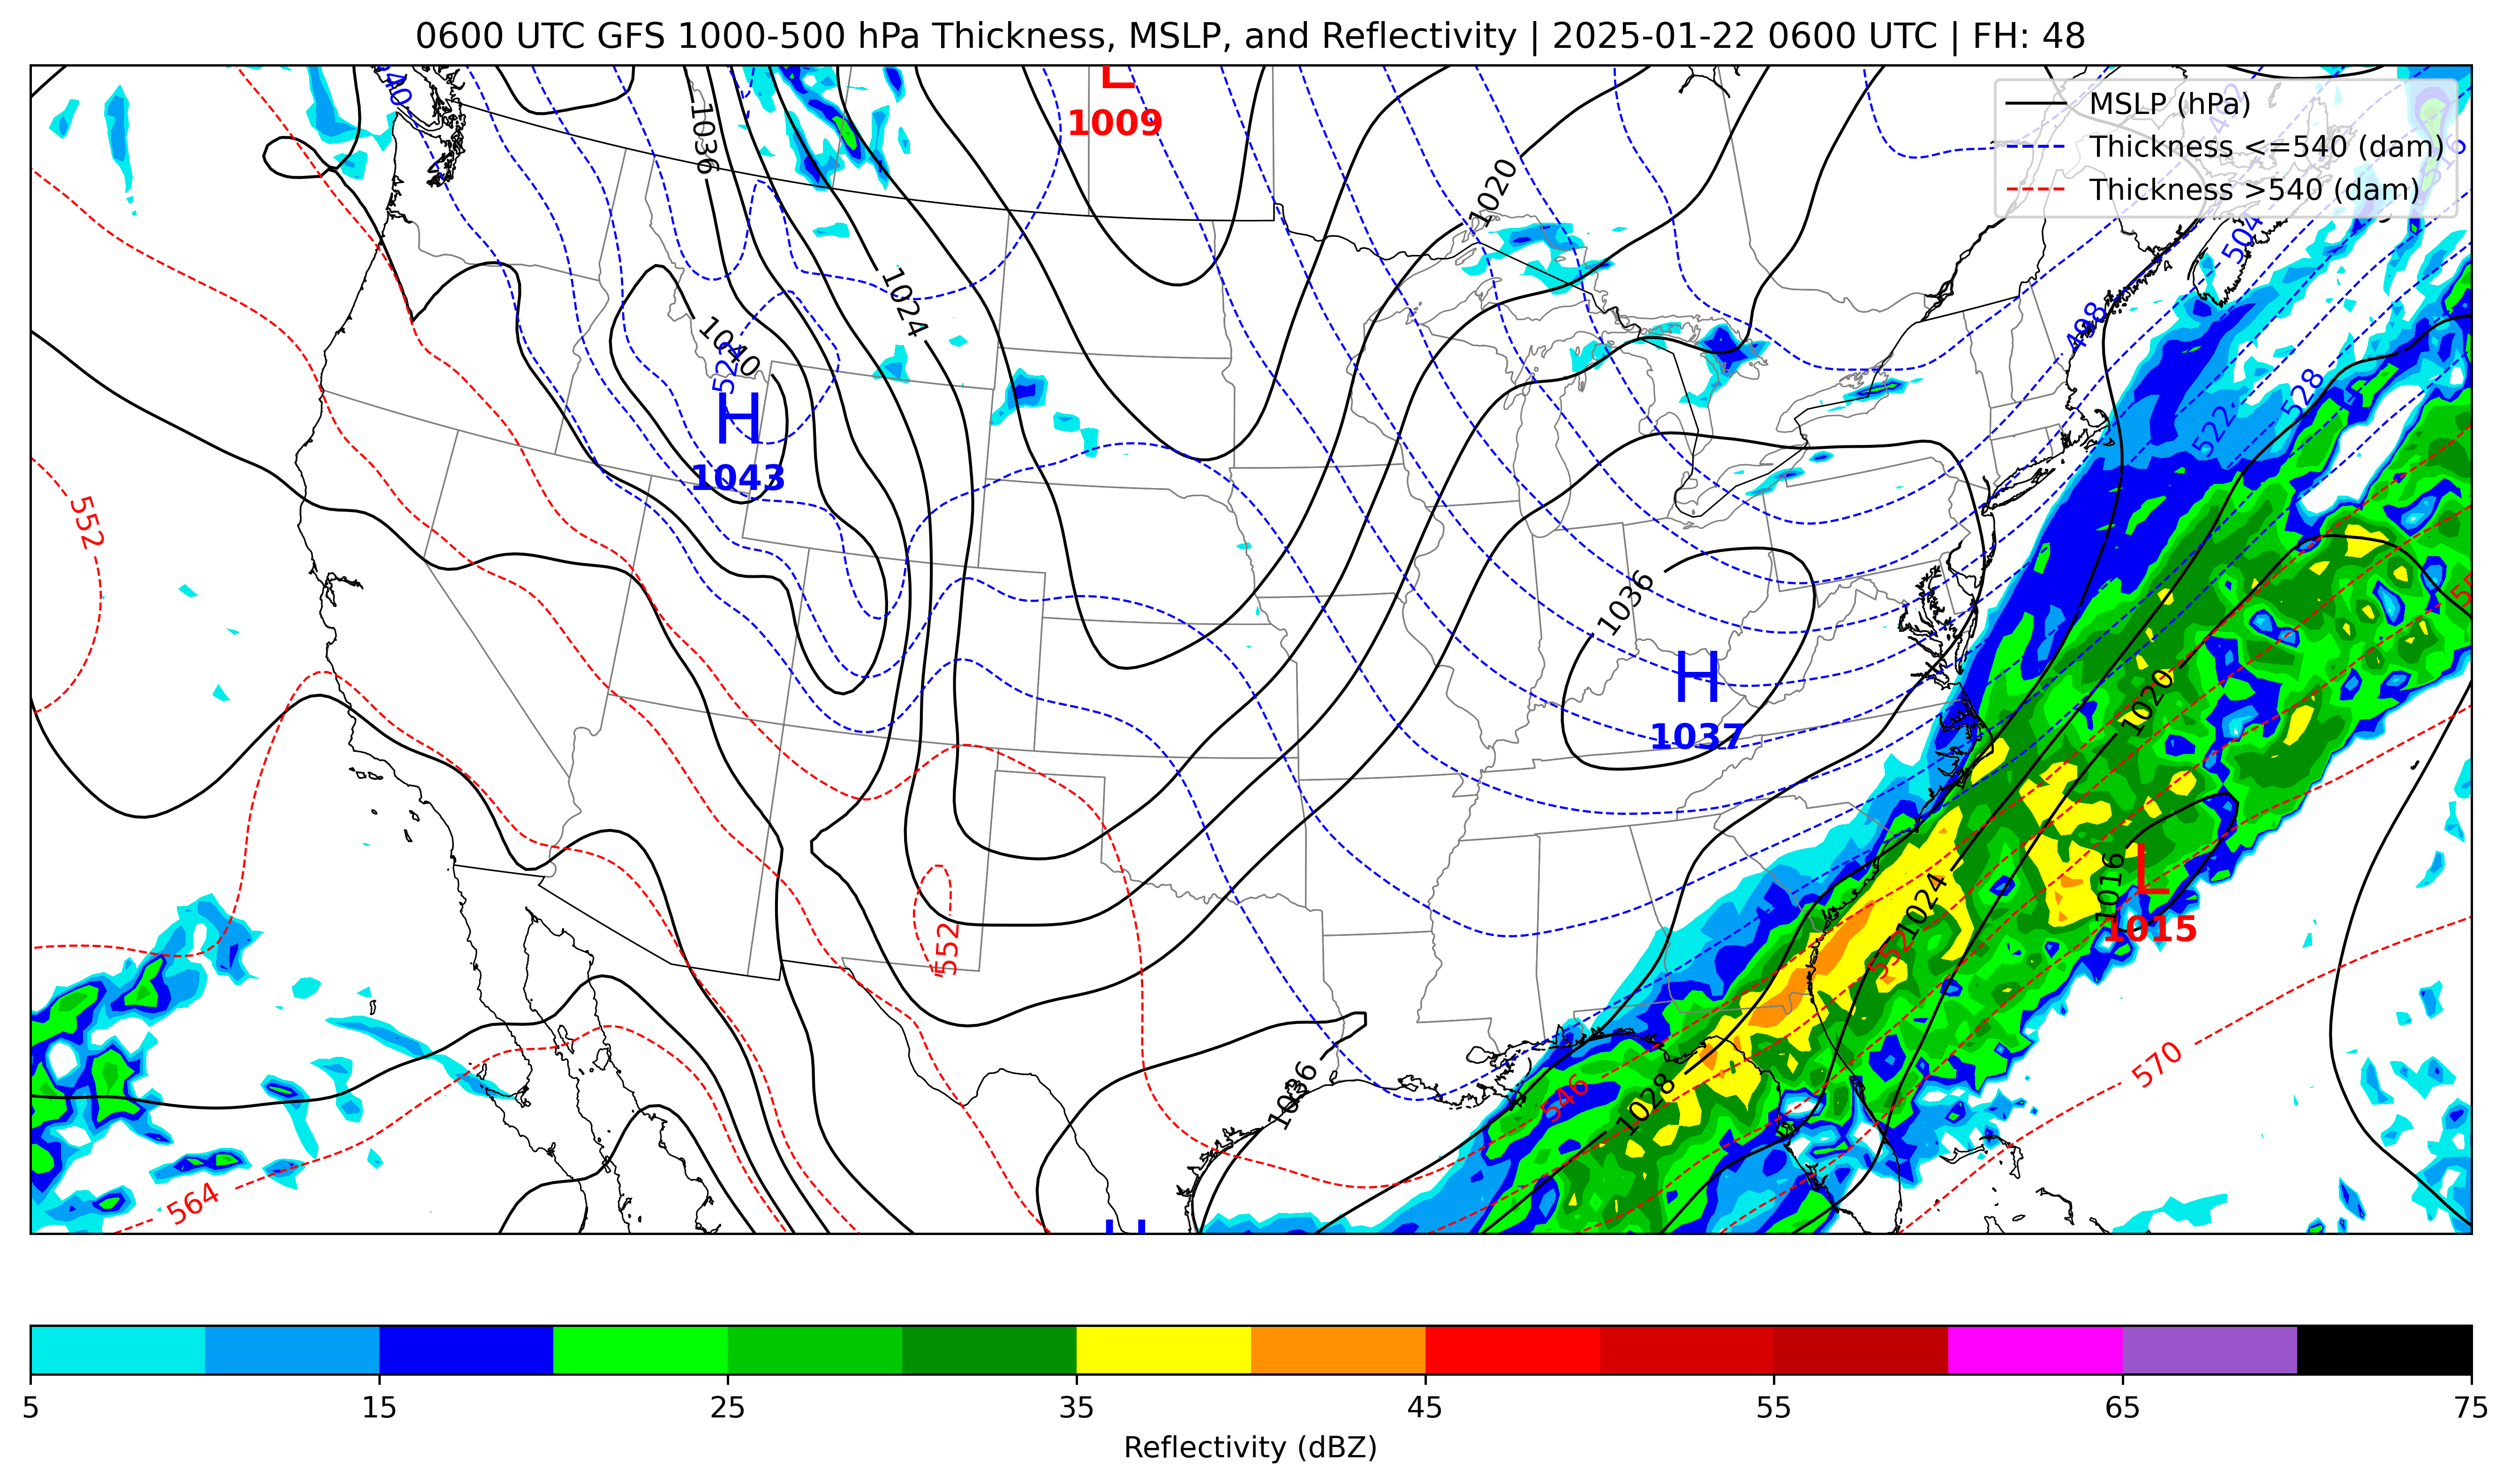 0600 UTC GFS 1000-500 hPa Thickness, MSLP, and Reflectivity | 2025-01-22 0600 UTC | FH: 48
MSLP (hPa)
Thickness <=540 (dam)
Thickness >540 (dam)
L
1009
1036
1020
504
1024
498
1040
522
528
522
H
1043
552
1036
H
1037
1020
1016
L
1015
1024
552
552
570
1036
546
1028
564
5 15 25 35 45 55 65 75
Reflectivity (dBZ)